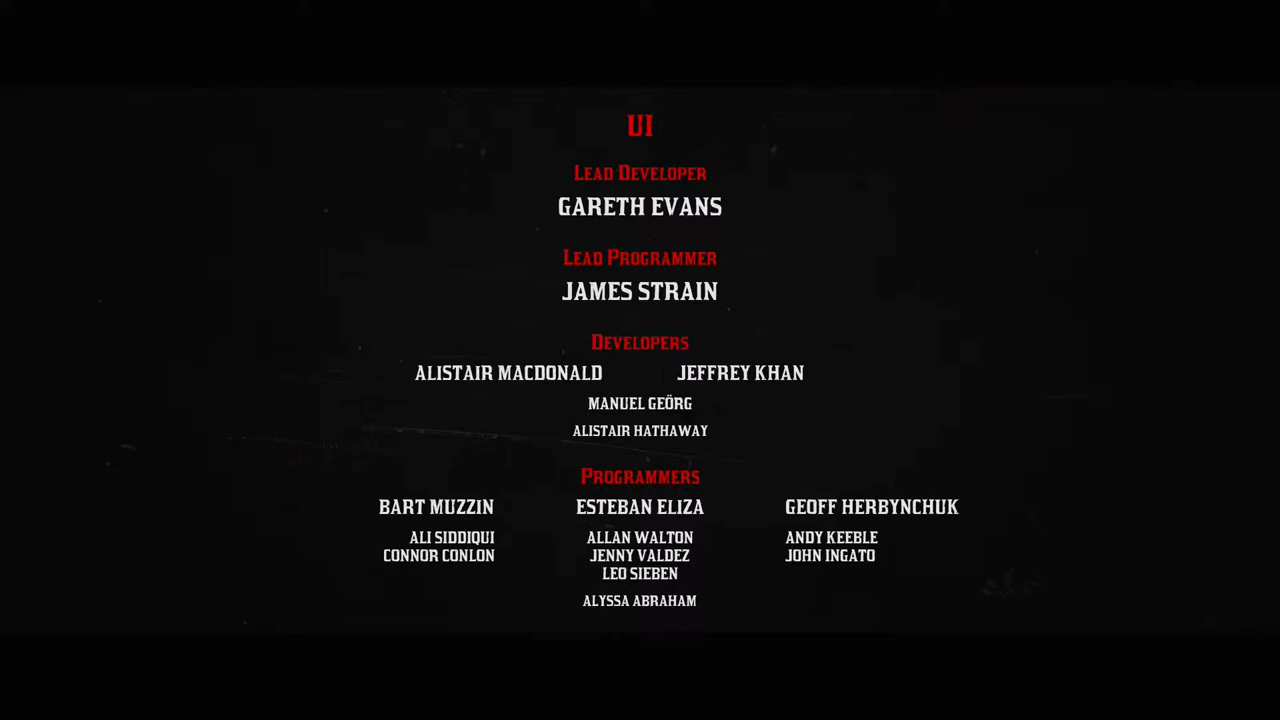 UI
Lead Developer
GARETH EVANS
Lead Programmer
JAMES STRAIN
Developers
ALISTAIR MACDONALD JEFFREY KHAN
MANUEL GEÖRG
ALISTAIR HATHAWAY
Programmers
BART MUZZIN ESTEBAN ELIZA GEOFF HERBYNCHUK
ALI SIDDIQUI ALLAN WALTON ANDY KEEBLE
CONNOR CONLON JENNY VALDEZ JOHN INGATO
LEO SIEBEN
ALYSSA ABRAHAM